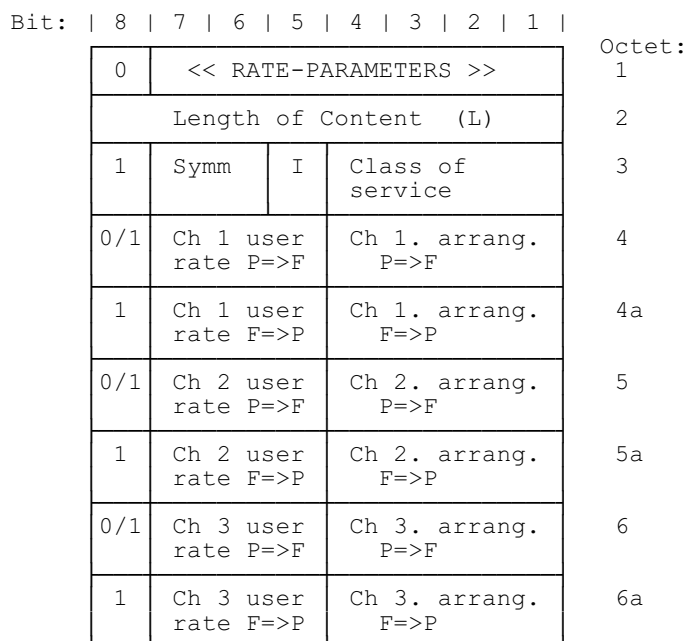 Bit: | 8 | 7 | 6 | 5 | 4 | 3 | 2 | 1 |
Octet:
0 << RATE-PARAMETERS >> 1
Length of Content (L) 2
1 Symm I Class of 3
service
0/1 Ch 1 user Ch 1. arrang. 4
rate P=>F P=>F
1 Ch 1 user Ch 1. arrang. 4a
rate F=>P F=>P
0/1 Ch 2 user Ch 2. arrang. 5
rate P=>F P=>F
1 Ch 2 user Ch 2. arrang. 5a
rate F=>P F=>P
0/1 Ch 3 user Ch 3. arrang. 6
rate P=>F P=>F
1 Ch 3 user Ch 3. arrang. 6a
rate F=>P F=>P